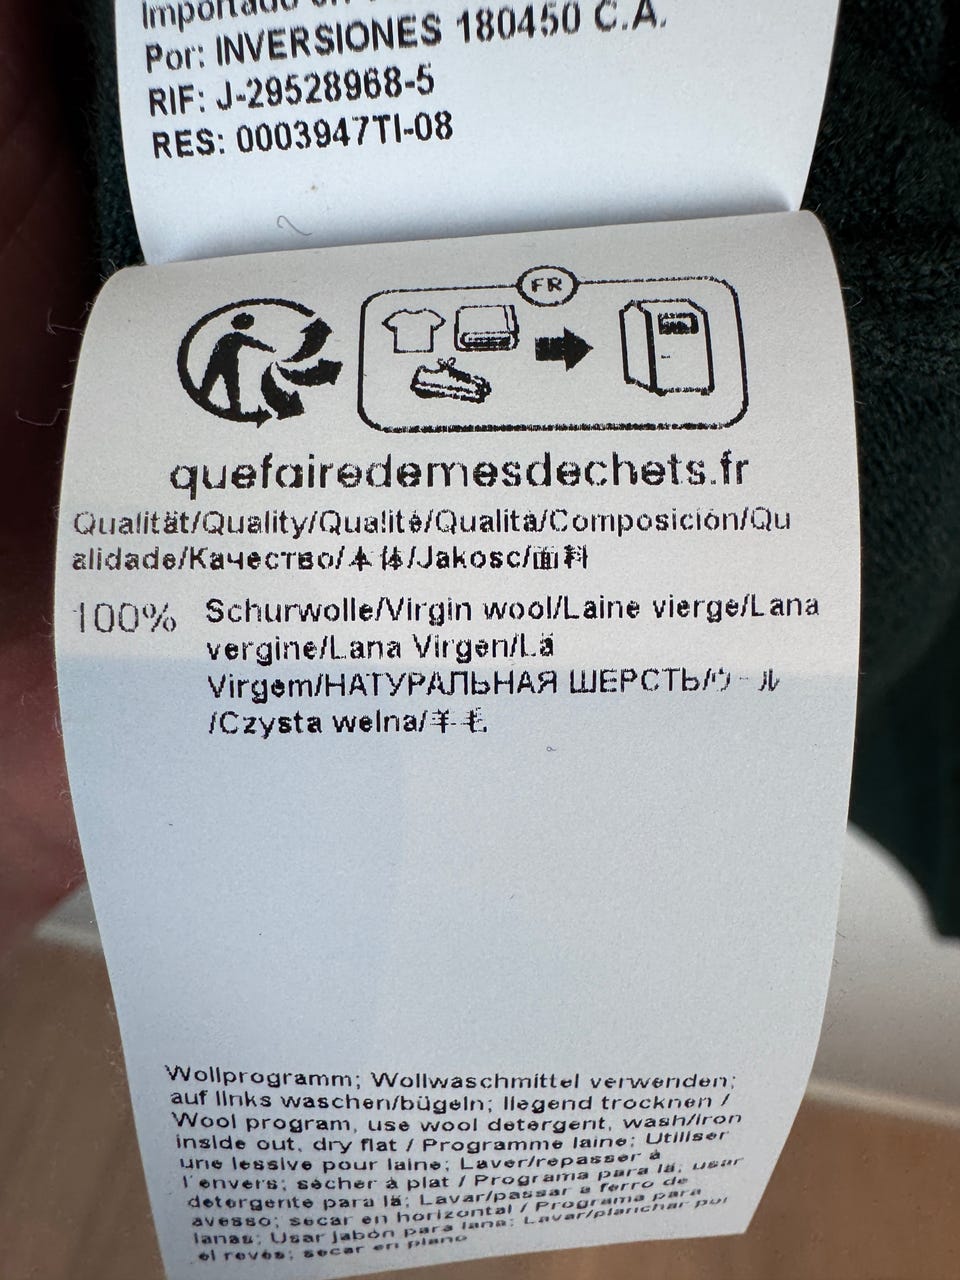 Importado en
Por: INVERSIONES 180450 C.A.
RIF: J-29528968-5
RES: 0003947TI-08
FR
quefairedemesdechets.fr
Qualität/Quality/Qualité/Qualità/Composición/Qu
alidade/Качество/本体/Jakosc/面料
100% Schurwolle/Virgin wool/Laine vierge/Lana
vergine/Lana Virgen/Lã
Virgem/НАТУРАЛЬНАЯ ШЕРСТЬ/ウール
/Czysta welna/羊毛
Wollprogramm; Wollwaschmittel verwenden;
auf links waschen/bügeln; liegend trocknen /
Wool program, use wool detergent, wash/iron
inside out, dry flat / Programme laine; Utiliser
une lessive pour laine; Laver/repasser à
l'envers; sécher à plat / Programa para lã; usar
detergente para lã; Lavar/passar a ferro de
avesso; secar en horizontal / Programa para
lanas; Usar jabón para lana; Lavar/planchar por
el revés; secar en plano